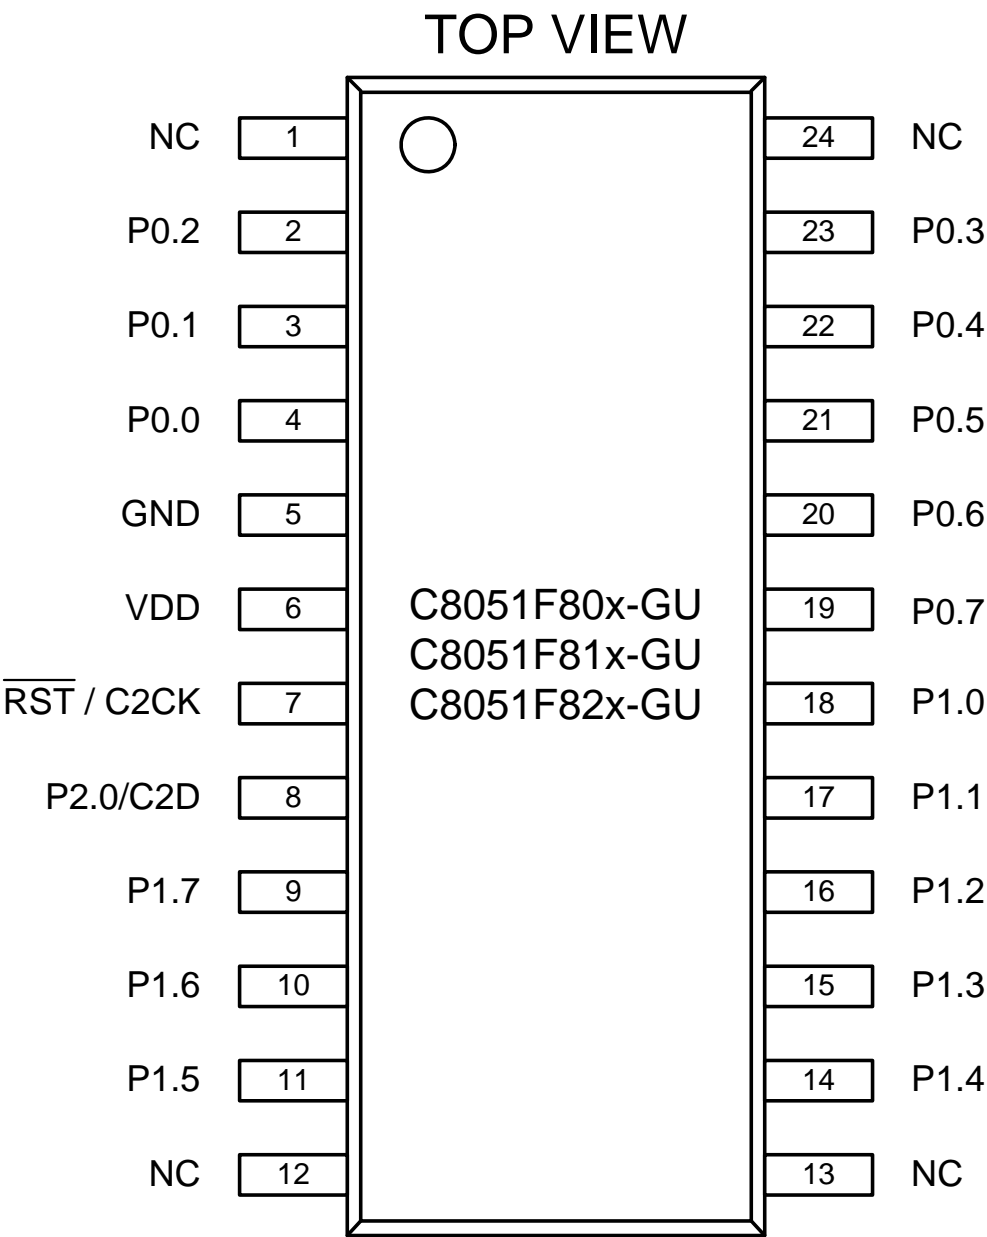 TOP VIEW
NC 1 24 NC
P0.2 2 23 P0.3
P0.1 3 22 P0.4
P0.0 4 21 P0.5
GND 5 20 P0.6
VDD 6 C8051F80x-GU 19 P0.7
C8051F81x-GU
RST / C2CK 7 C8051F82x-GU 18 P1.0
P2.0/C2D 8 17 P1.1
P1.7 9 16 P1.2
P1.6 10 15 P1.3
P1.5 11 14 P1.4
NC 12 13 NC